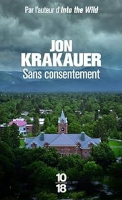 Par l'auteur d'Into the Wild
JON
KRAKAUER
Sans consentement
10
18